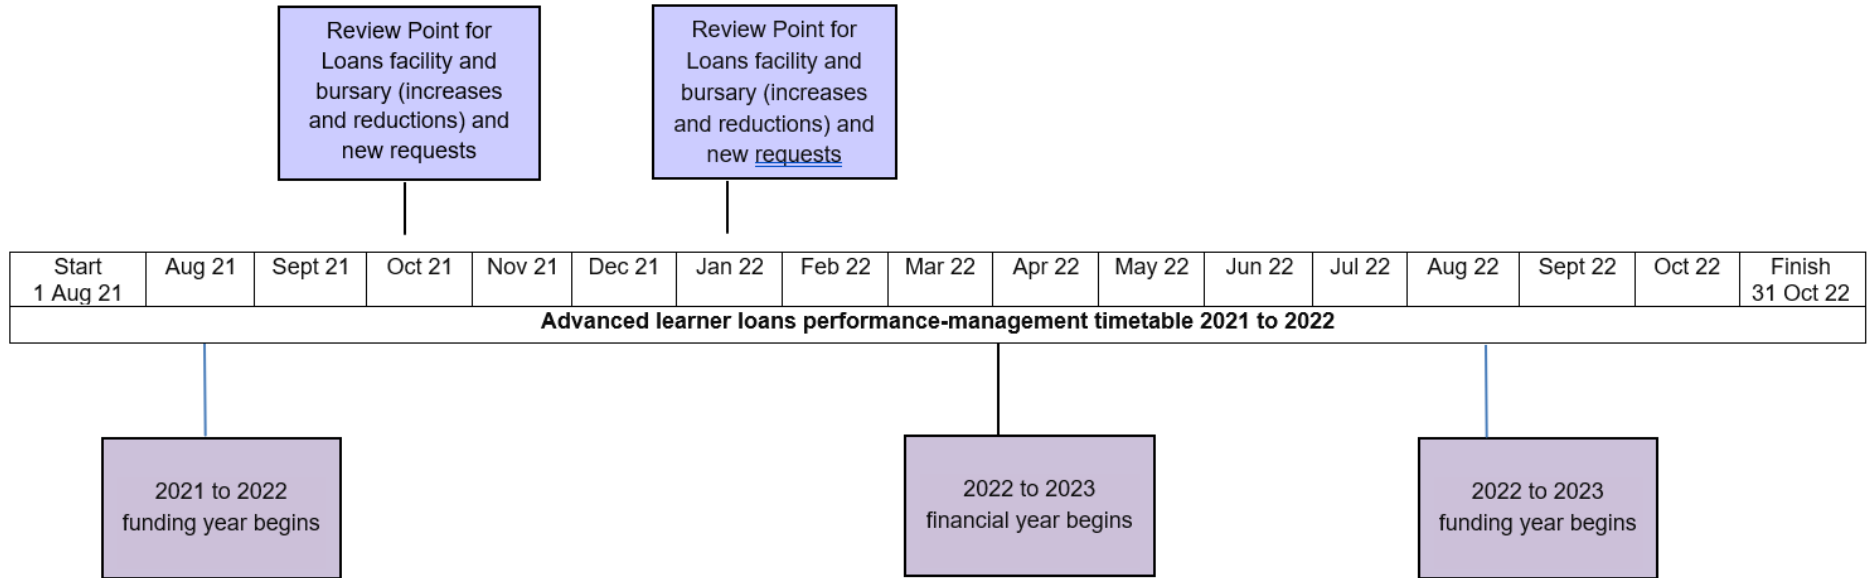 Review Point for
Loans facility and
bursary (increases
and reductions) and
new requests
Review Point for
Loans facility and
bursary (increases
and reductions) and
new requests
Start
1 Aug 21
Aug 21
Sept 21
Oct 21
Nov 21
Dec 21
Jan 22
Feb 22
Mar 22
Apr 22
May 22
Jun 22
Jul 22
Aug 22
Sept 22
Oct 22
Finish
31 Oct 22
Advanced learner loans performance-management timetable 2021 to 2022
2021 to 2022
funding year begins
2022 to 2023
financial year begins
2022 to 2023
funding year begins